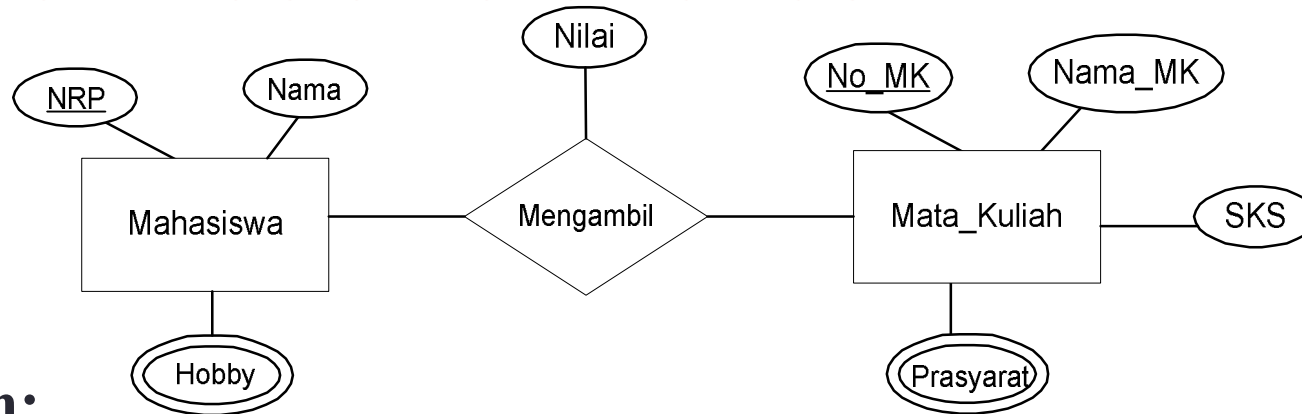 Nilai
NRP
Nama
No_MK
Nama_MK
Mahasiswa
Mengambil
Mata_Kuliah
SKS
Hobby
Prasyarat